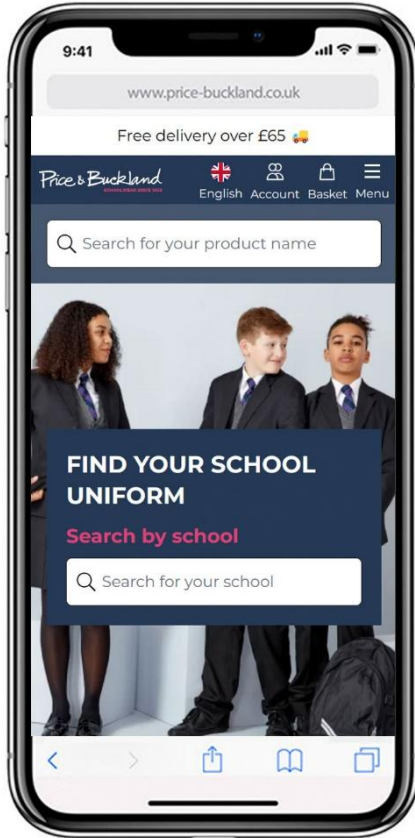 9:41
www.price-buckland.co.uk
Free delivery over £65 🚚
Price & Buckland
English Account Basket Menu
Search for your product name
FIND YOUR SCHOOL
UNIFORM
Search by school
Search for your school